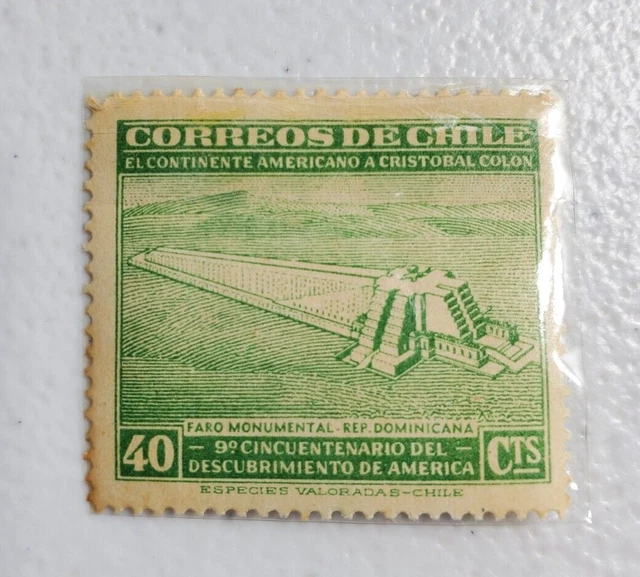 CORREOS DE CHILE
EL CONTINENTE AMERICANO A CRISTOBAL COLON
FARO MONUMENTAL-REP. DOMINICANA
40 — 9º CINCUENTENARIO DEL — CTS
DESCUBRIMIENTO DE AMERICA
ESPECIES VALORADAS-CHILE